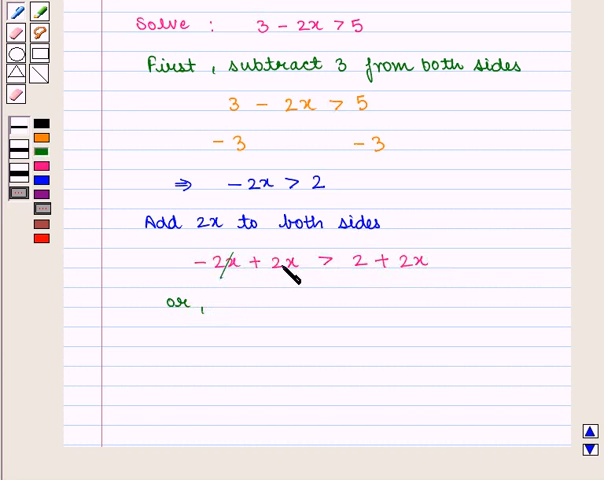 Solve : 3 - 2x > 5
First, subtract 3 from both sides
3 - 2x > 5
- 3 - 3
⇒ - 2x > 2
Add 2x to both sides
- 2x + 2x > 2 + 2x
or,